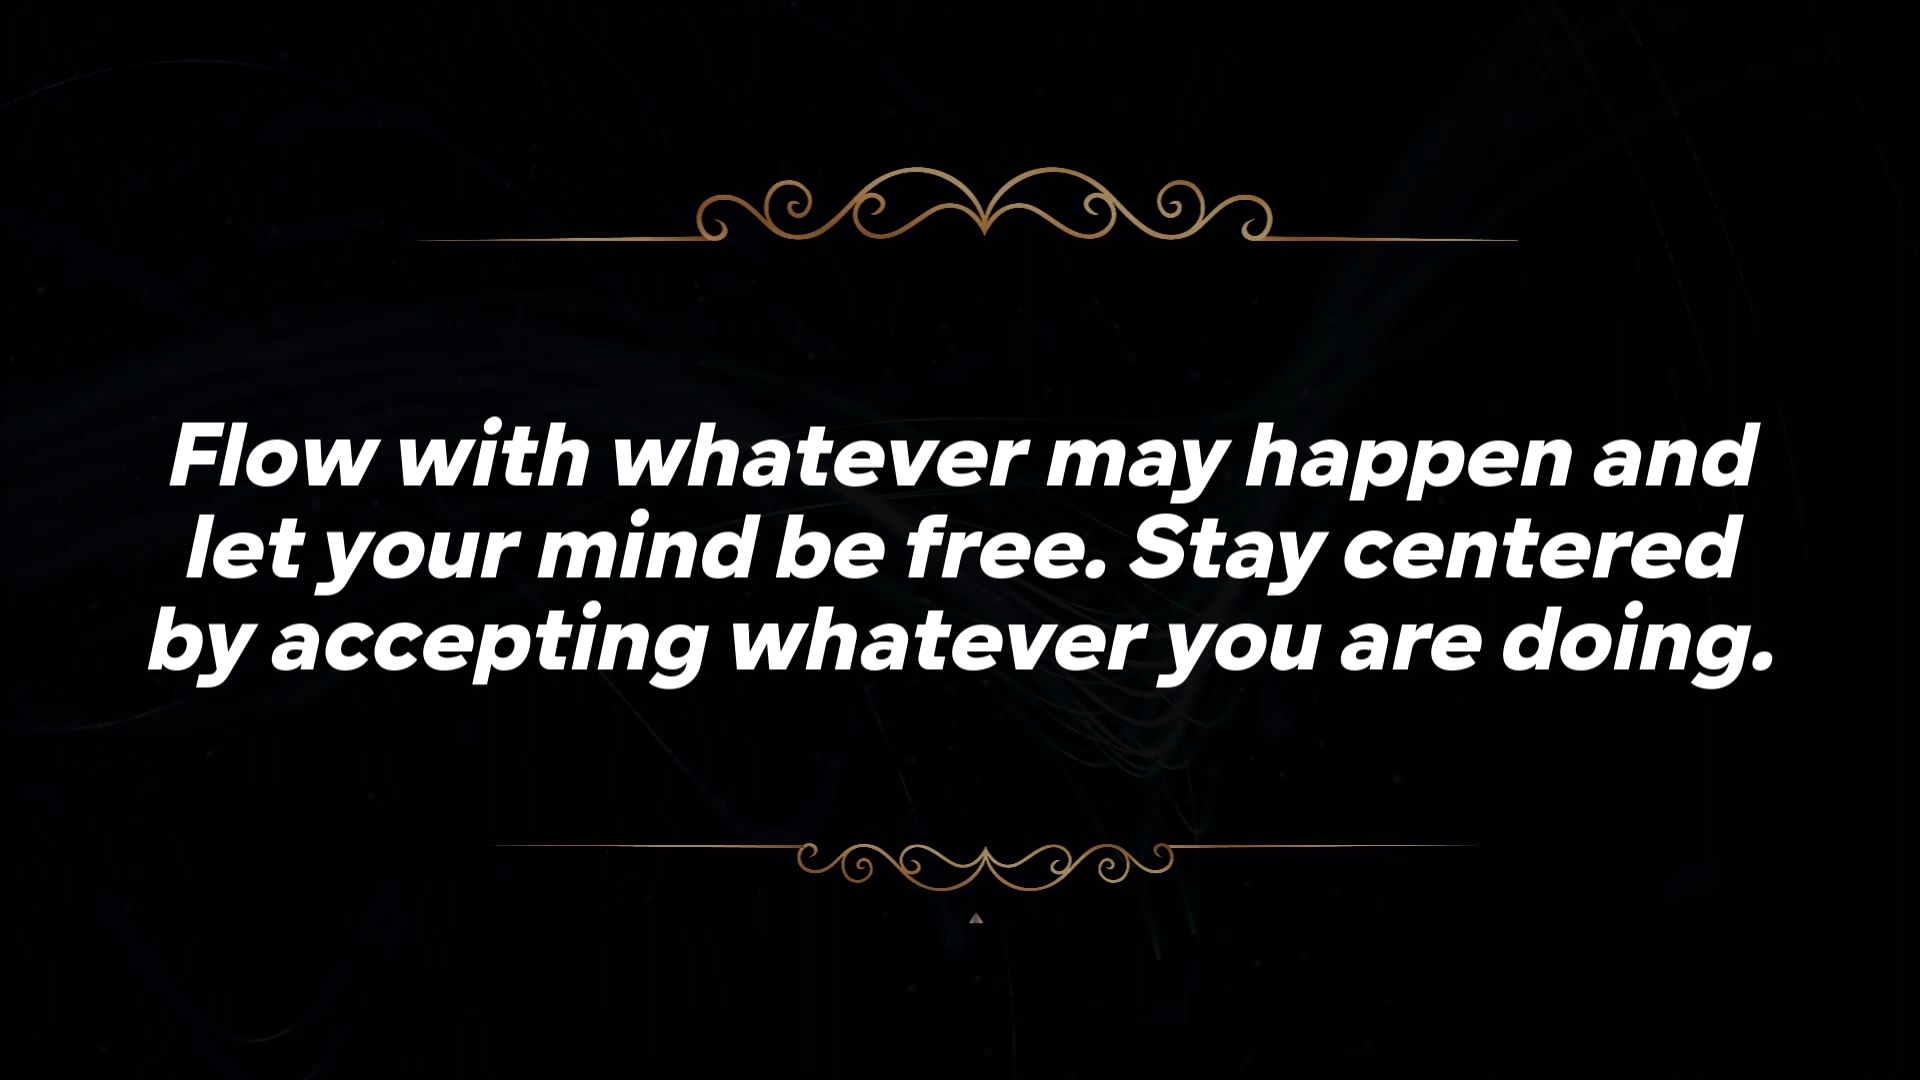 Flow with whatever may happen and
let your mind be free. Stay centered
by accepting whatever you are doing.